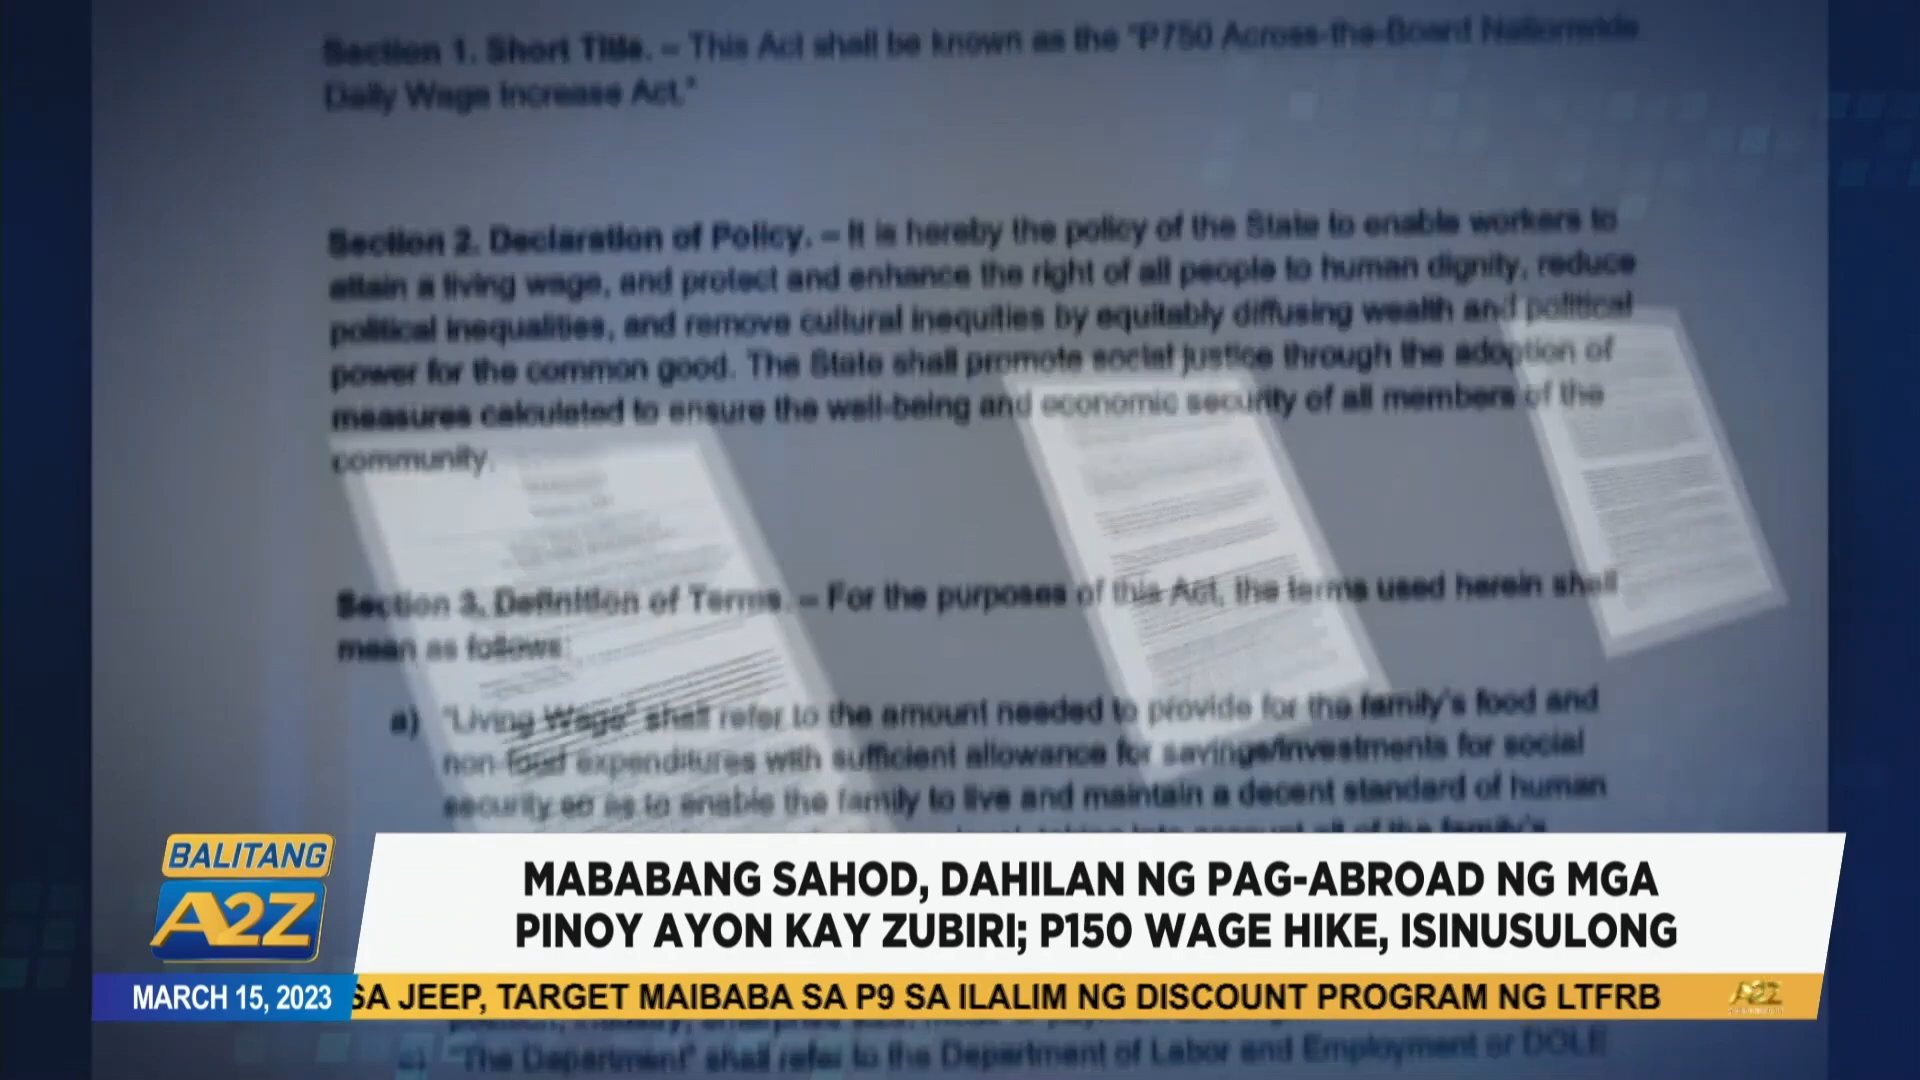 Section 1. Short Title. – This Act shall be known as the "P750 Across-the-Board Nationwide
Daily Wage Increase Act."
Section 2. Declaration of Policy. – It is hereby the policy of the State to enable workers to
attain a living wage, and protect and enhance the right of all people to human dignity, reduce
political inequalities, and remove cultural inequities by equitably diffusing wealth and political
power for the common good. The State shall promote social justice through the adoption of
measures calculated to ensure the well-being and economic security of all members of the
community.
Section 3. Definition of Terms. – For the purposes of this Act, the terms used herein shall
mean as follows:
a) "Living Wage" shall refer to the amount needed to provide for the family's food and
non-food expenditures with sufficient allowance for savings/investments for social
security so as to enable the family to live and maintain a decent standard of human
BALITANG
A2Z
MABABANG SAHOD, DAHILAN NG PAG-ABROAD NG MGA
PINOY AYON KAY ZUBIRI; P150 WAGE HIKE, ISINUSULONG
MARCH 15, 2023
SA JEEP, TARGET MAIBABA SA P9 SA ILALIM NG DISCOUNT PROGRAM NG LTFRB
A2Z
c) "The Department" shall refer to the Department of Labor and Employment or DOLE